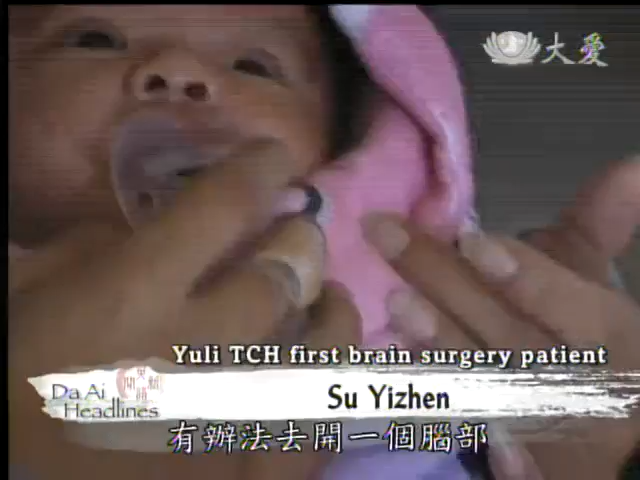 大愛
Yuli TCH first brain surgery patient
Da Ai
Headlines
Su Yizhen
有辦法去開一個腦部